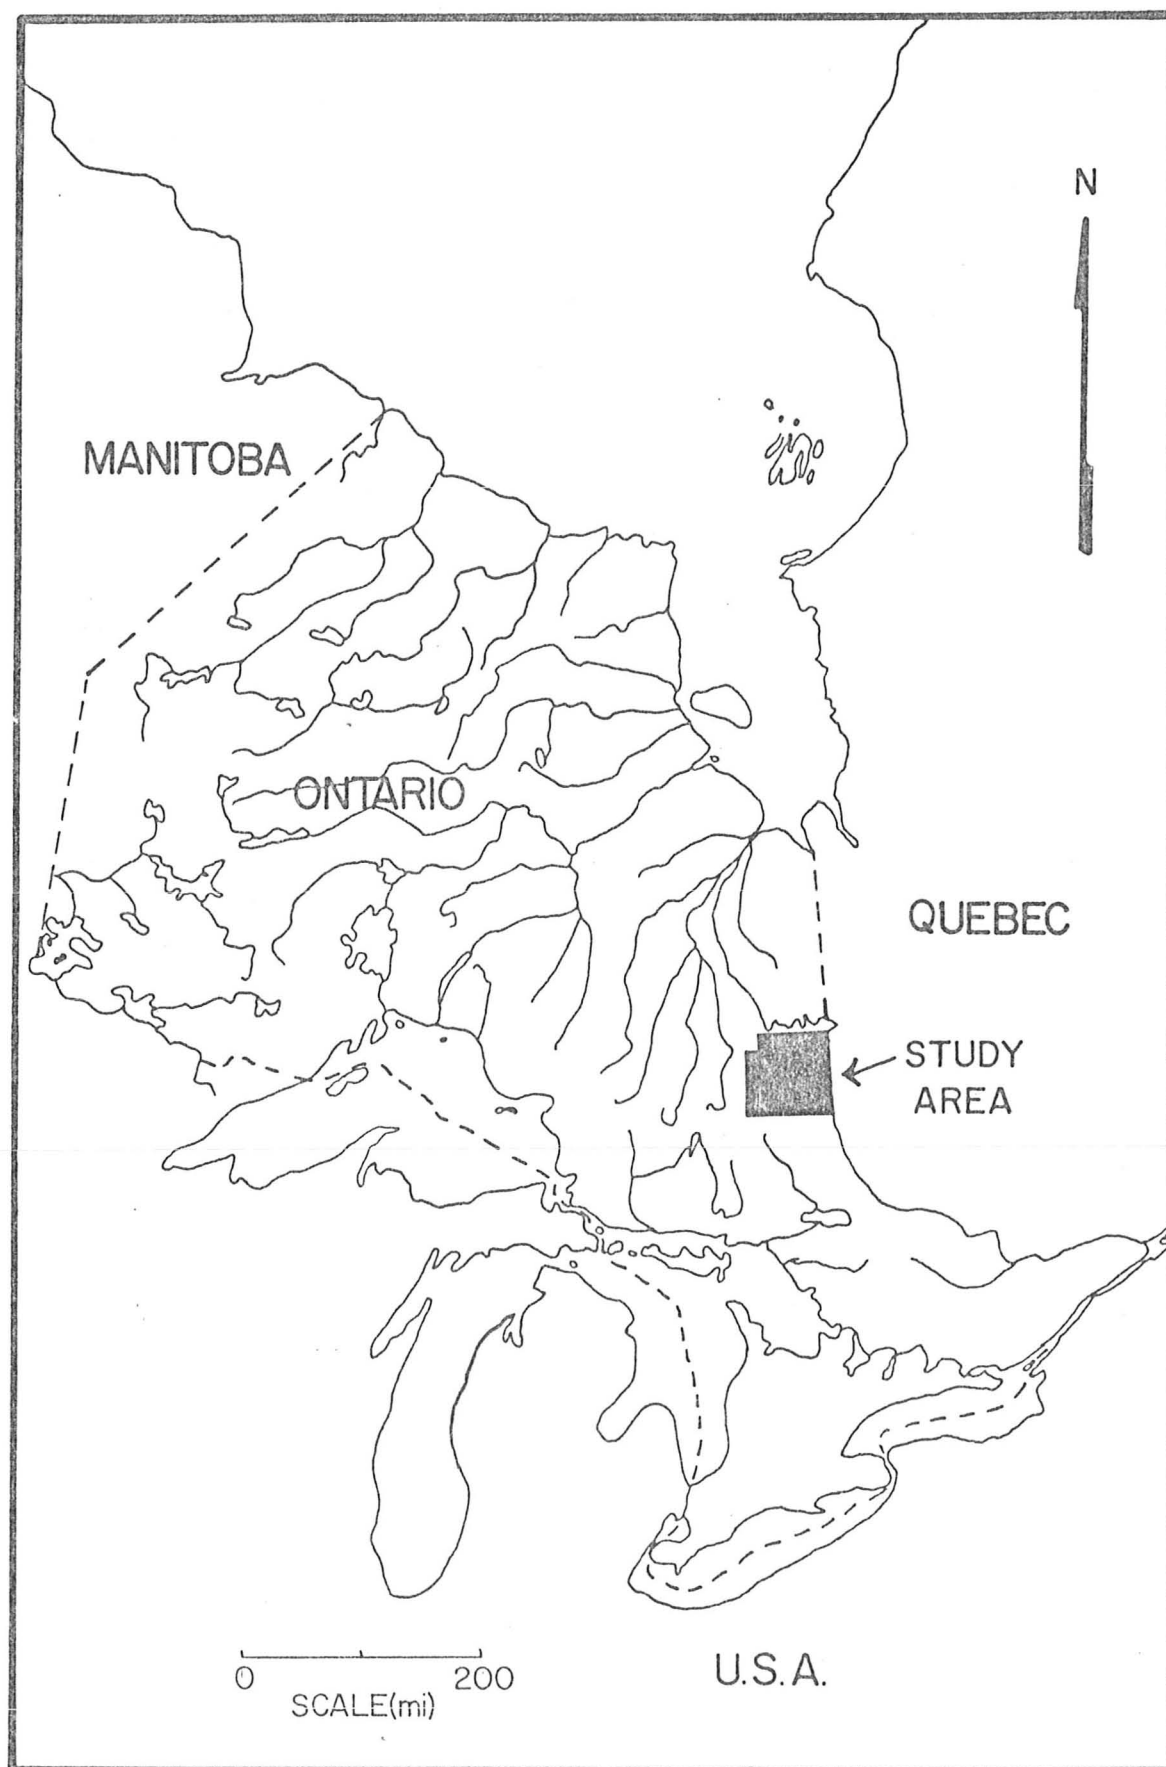 N
MANITOBA
ONTARIO
QUEBEC
STUDY
AREA
0 200
SCALE(mi)
U.S.A.